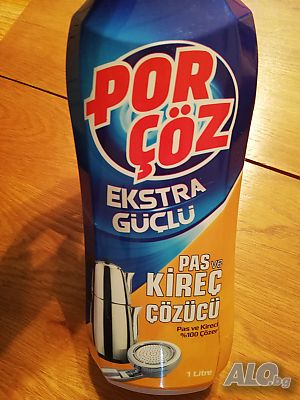 POR
ÇÖZ
EKSTRA
GÜÇLÜ
PAS VE
KİREÇ
ÇÖZÜCÜ
Pas ve Kireci
%100 Çözer
1 Litre
ALO.bg